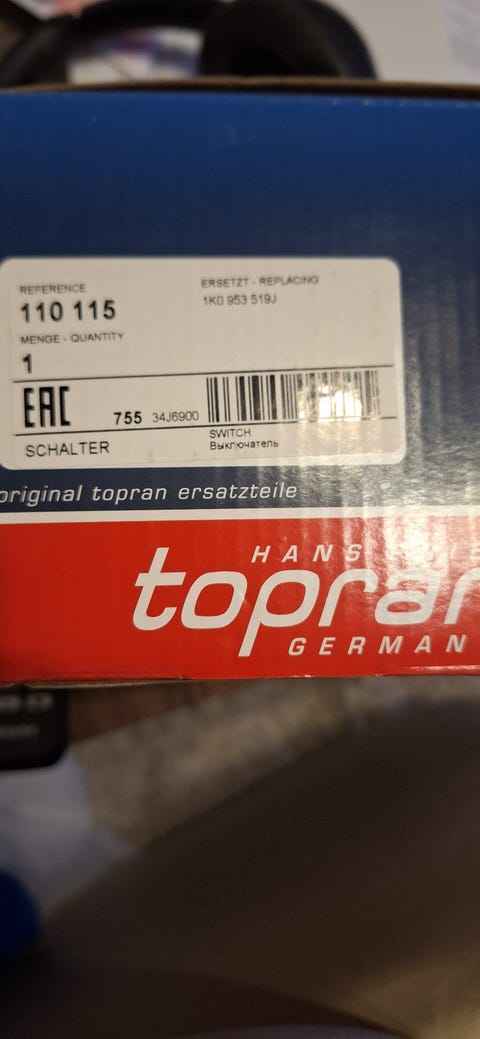 REFERENCE
110 115
ERSETZT - REPLACING
1K0 953 519J
MENGE - QUANTITY
1
EAC
755 34J6900
SCHALTER
SWITCH
Выключатель
original topran ersatzteile
HANS
topran
GERMAN